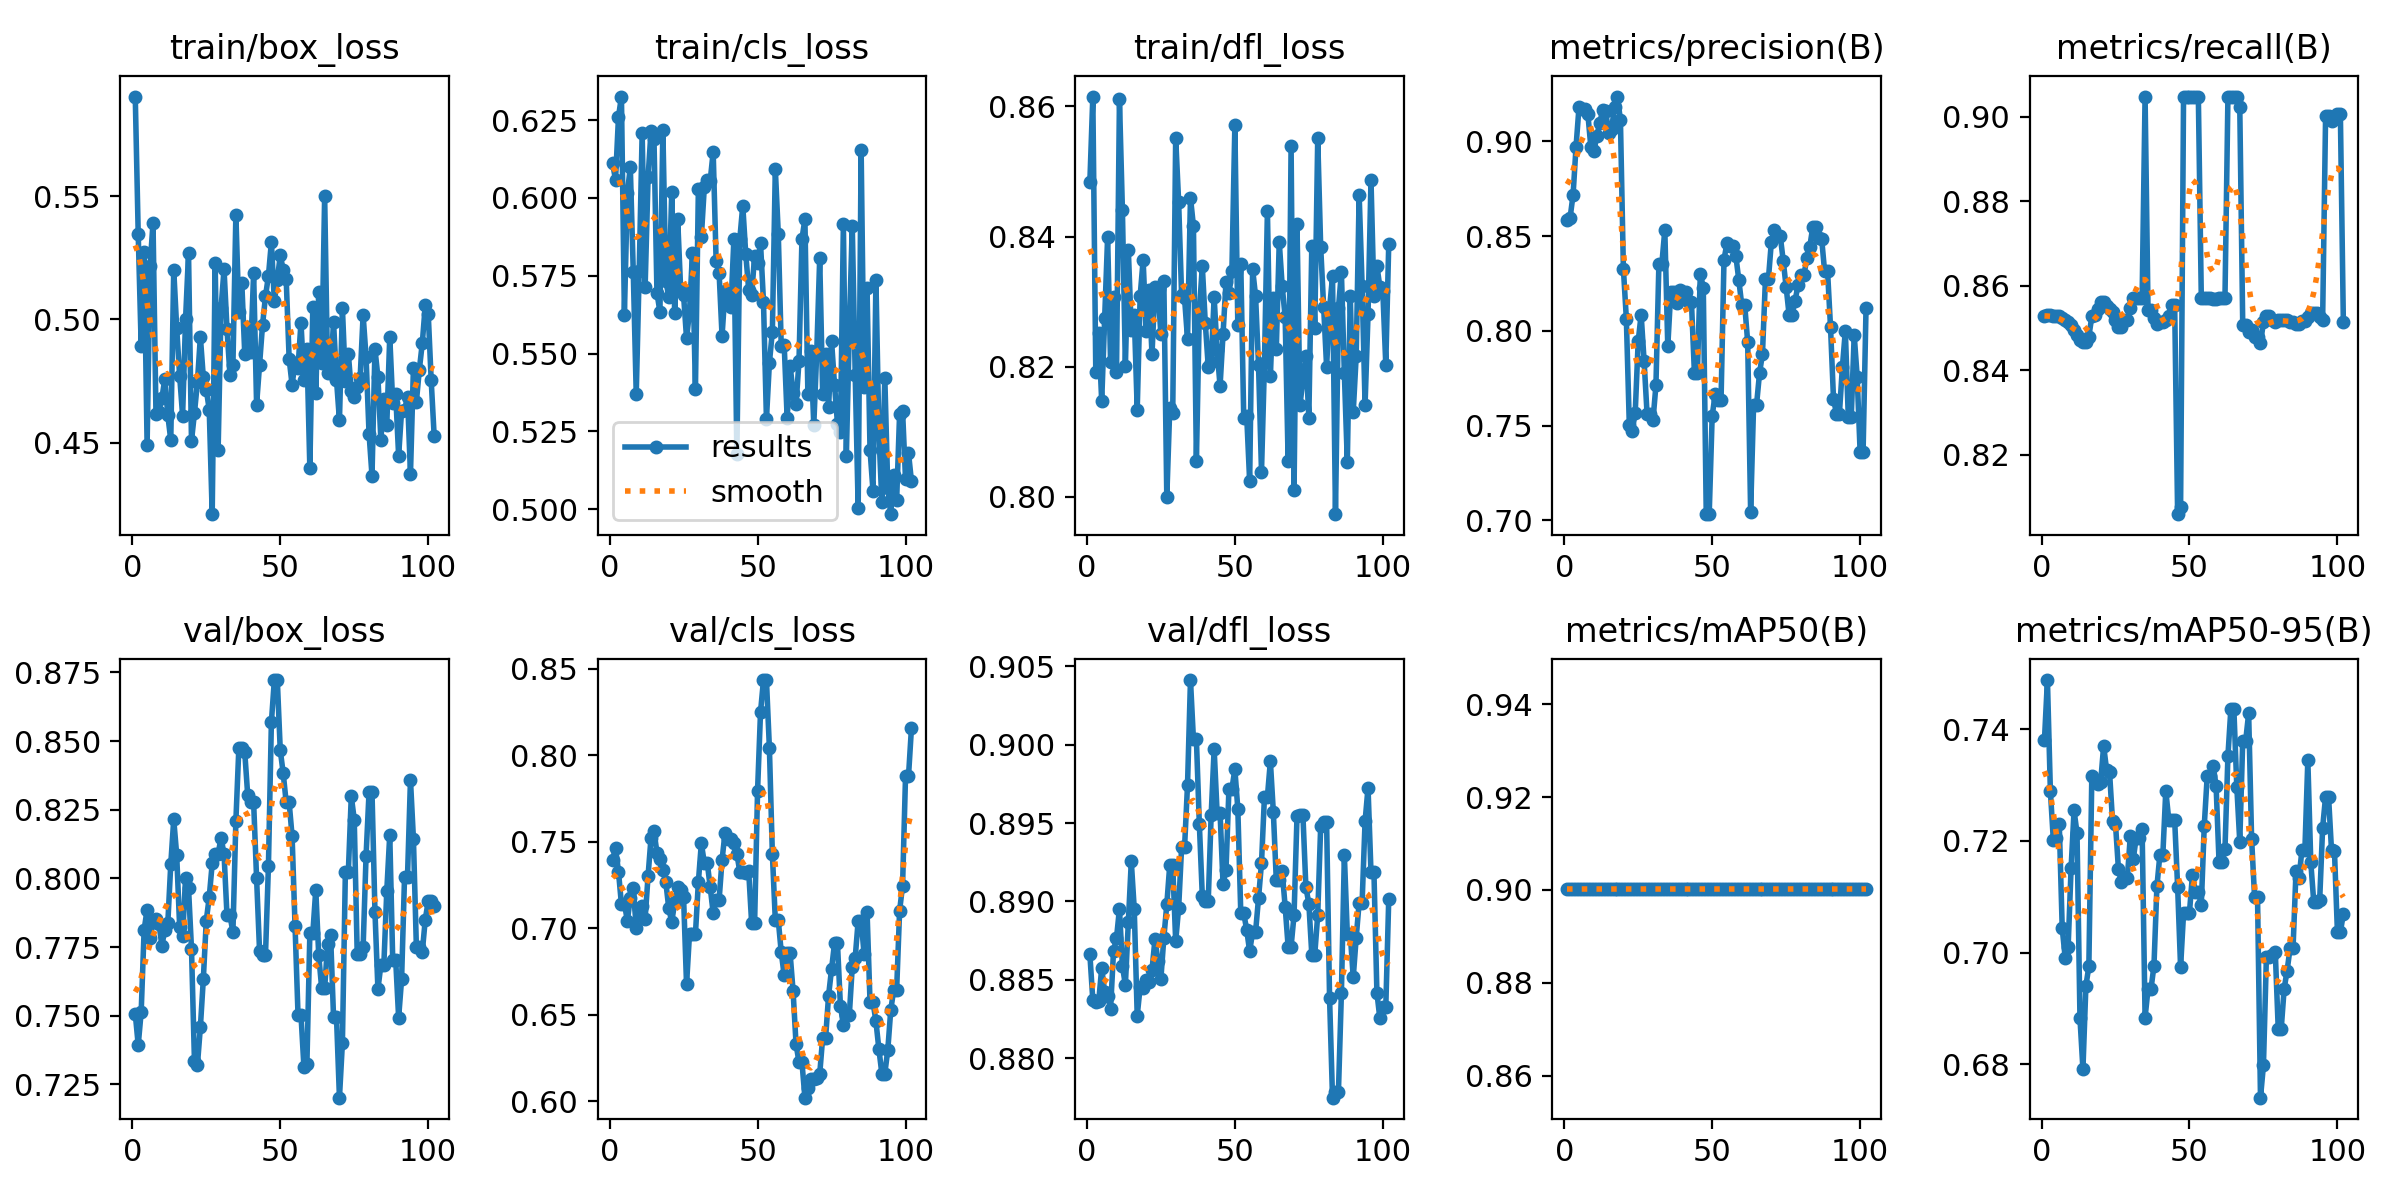 train/box_loss
0.55
0.50
0.45
0 50 100
train/cls_loss
0.625
0.600
0.575
0.550
0.525
0.500
results
smooth
0 50 100
train/dfl_loss
0.86
0.84
0.82
0.80
0 50 100
metrics/precision(B)
0.90
0.85
0.80
0.75
0.70
0 50 100
metrics/recall(B)
0.90
0.88
0.86
0.84
0.82
0 50 100
val/box_loss
0.875
0.850
0.825
0.800
0.775
0.750
0.725
0 50 100
val/cls_loss
0.85
0.80
0.75
0.70
0.65
0.60
0 50 100
val/dfl_loss
0.905
0.900
0.895
0.890
0.885
0.880
0 50 100
metrics/mAP50(B)
0.94
0.92
0.90
0.88
0.86
0 50 100
metrics/mAP50-95(B)
0.74
0.72
0.70
0.68
0 50 100